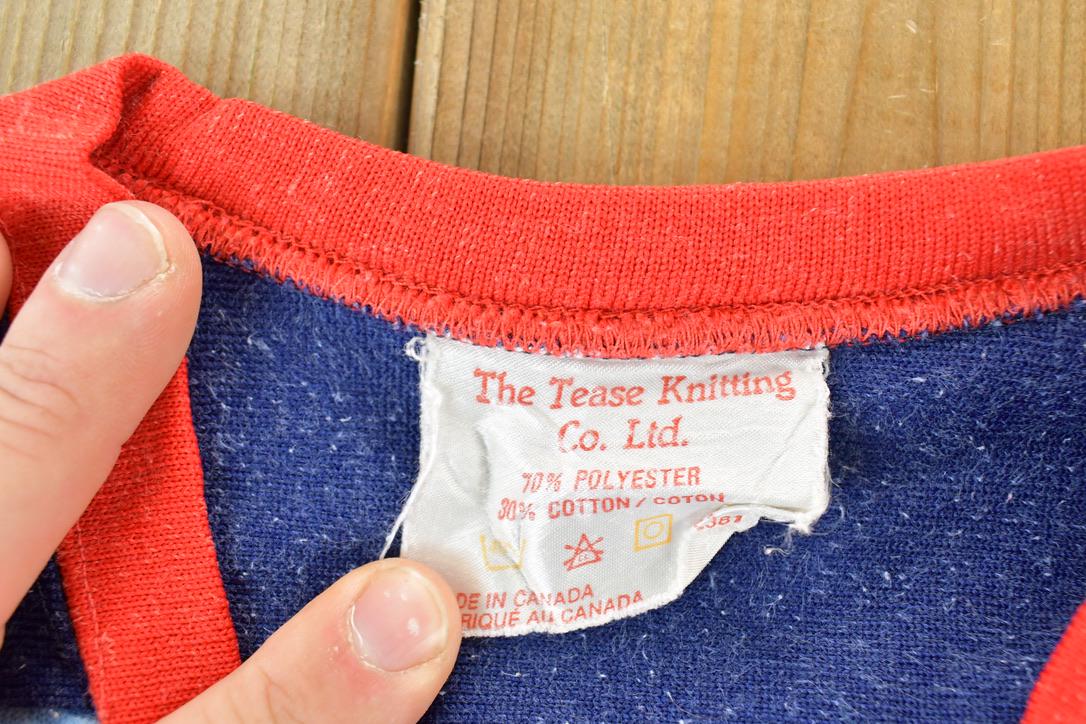 The Tease Knitting
Co. Ltd.
70% POLYESTER
30% COTTON / COTON
DE IN CANADA
RIQUÉ AU CANADA